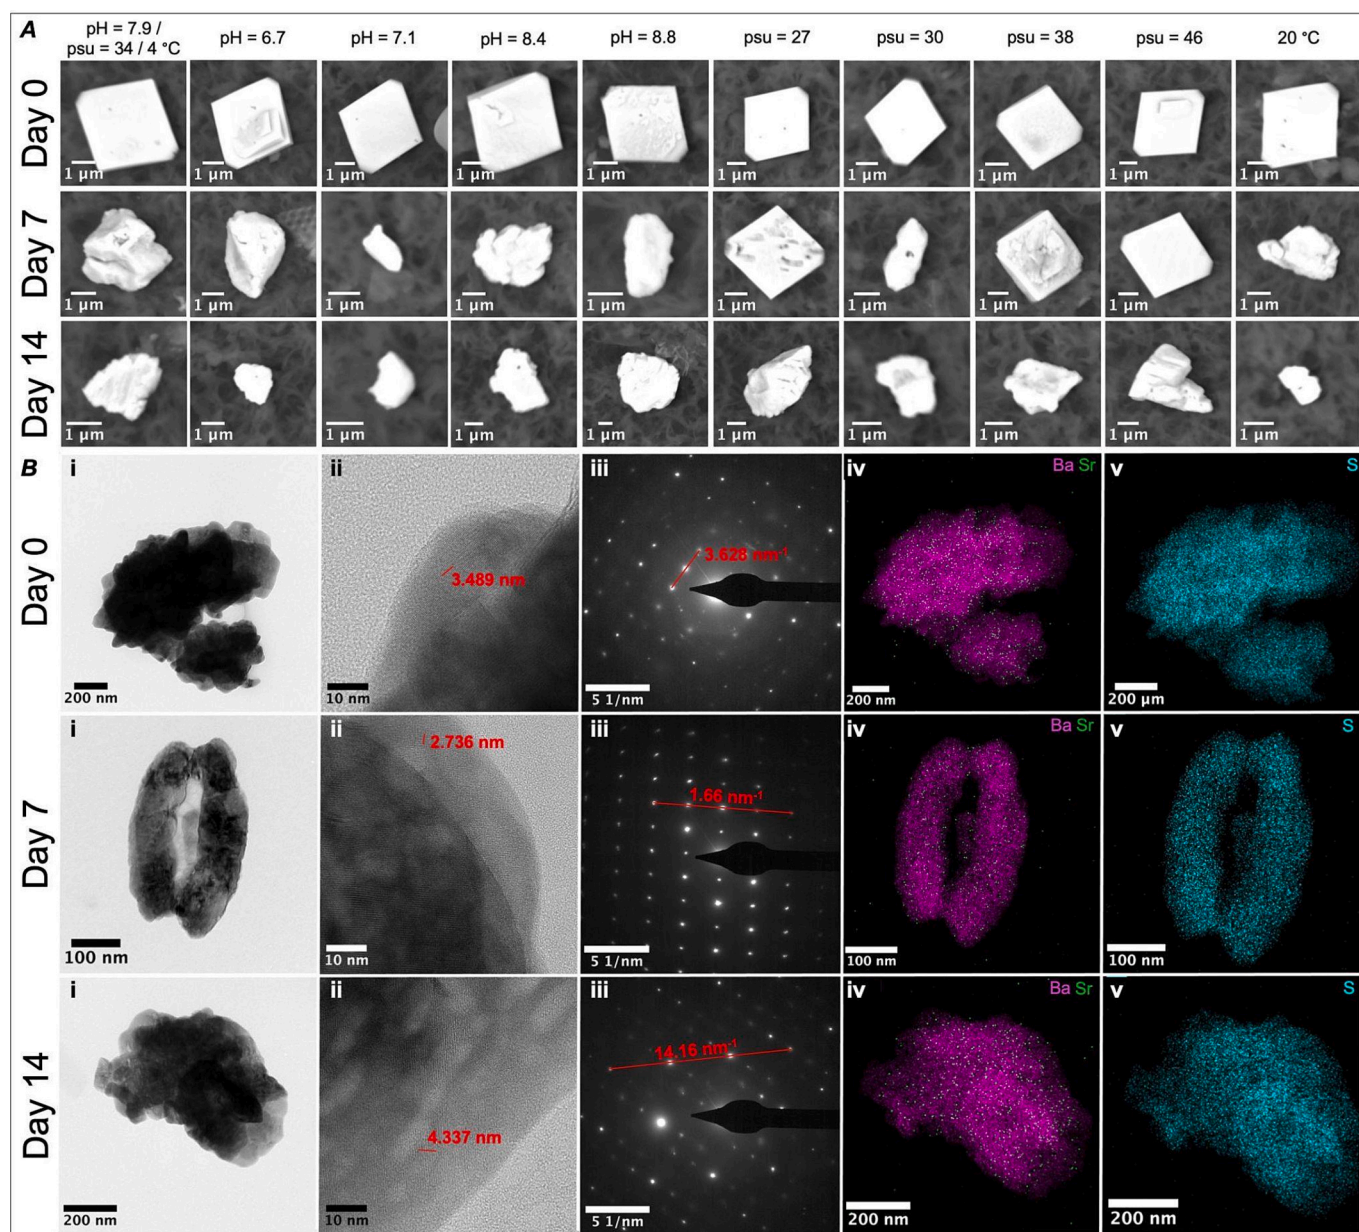 A
pH = 7.9 /
psu = 34 / 4 °C
pH = 6.7
pH = 7.1
pH = 8.4
pH = 8.8
psu = 27
psu = 30
psu = 38
psu = 46
20 °C
Day 0
1 µm
1 µm
1 µm
1 µm
1 µm
1 µm
1 µm
1 µm
1 µm
1 µm
Day 7
1 µm
1 µm
1 µm
1 µm
1 µm
1 µm
1 µm
1 µm
1 µm
1 µm
Day 14
1 µm
1 µm
1 µm
1 µm
1 µm
1 µm
1 µm
1 µm
1 µm
1 µm
B
Day 0
i
200 nm
ii
3.489 nm
10 nm
iii
3.628 nm-1
5 1/nm
iv
Ba Sr
200 nm
v
S
200 µm
Day 7
i
100 nm
ii
2.736 nm
10 nm
iii
1.66 nm-1
5 1/nm
iv
Ba Sr
100 nm
v
S
100 nm
Day 14
i
200 nm
ii
4.337 nm
10 nm
iii
14.16 nm-1
5 1/nm
iv
Ba Sr
200 nm
v
S
200 nm